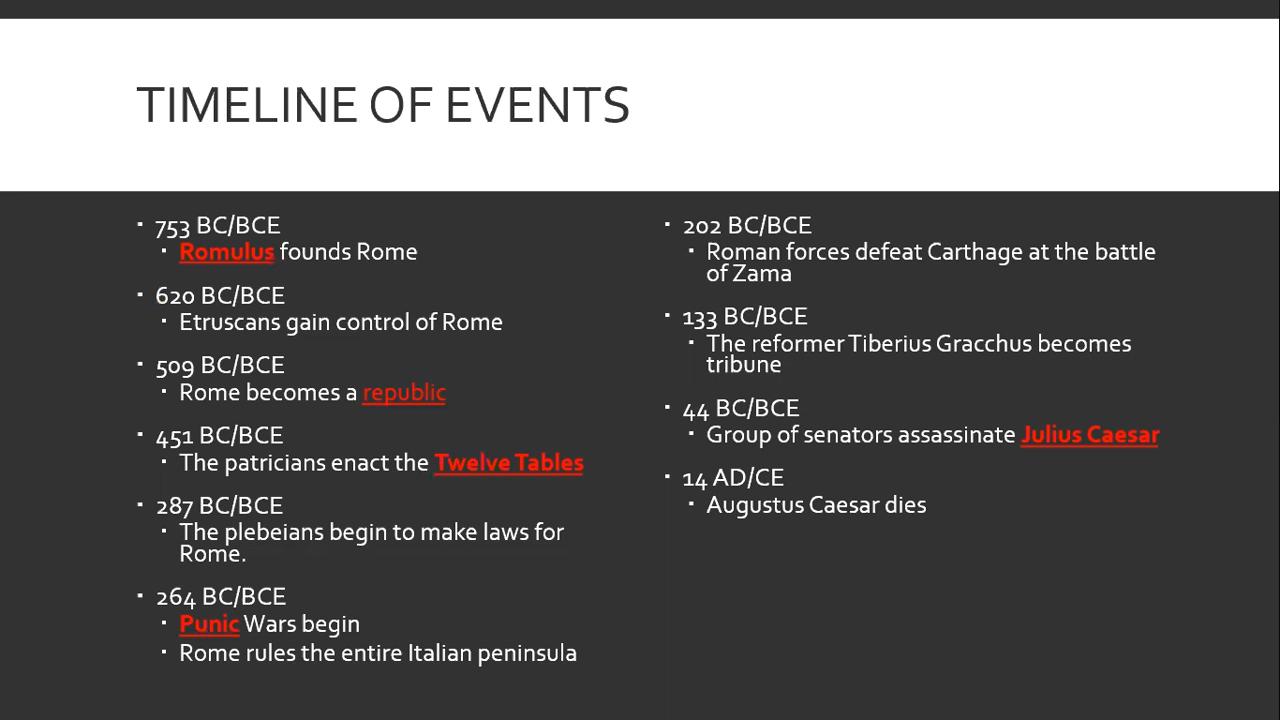 TIMELINE OF EVENTS
▪ 753 BC/BCE
▪ Romulus founds Rome
▪ 620 BC/BCE
▪ Etruscans gain control of Rome
▪ 509 BC/BCE
▪ Rome becomes a republic
▪ 451 BC/BCE
▪ The patricians enact the Twelve Tables
▪ 287 BC/BCE
▪ The plebeians begin to make laws for
Rome.
▪ 264 BC/BCE
▪ Punic Wars begin
▪ Rome rules the entire Italian peninsula
▪ 202 BC/BCE
▪ Roman forces defeat Carthage at the battle
of Zama
▪ 133 BC/BCE
▪ The reformer Tiberius Gracchus becomes
tribune
▪ 44 BC/BCE
▪ Group of senators assassinate Julius Caesar
▪ 14 AD/CE
▪ Augustus Caesar dies